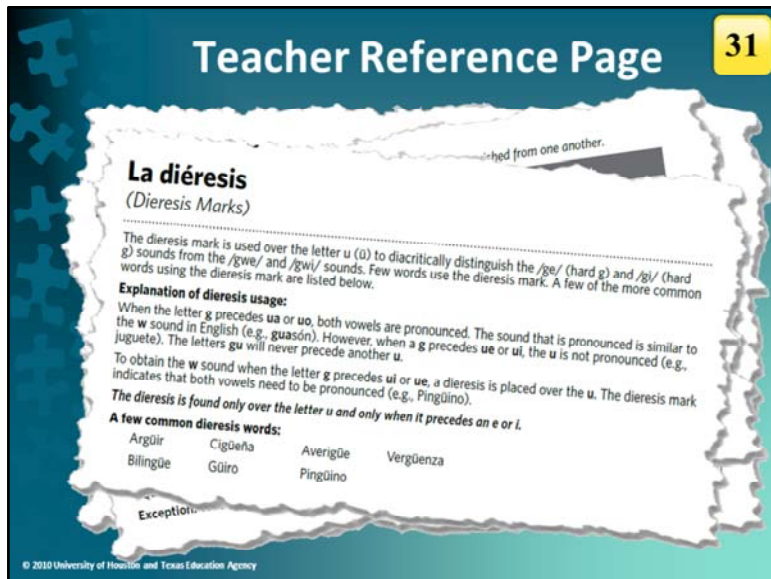 Teacher Reference Page
31
hed from one another.
La diéresis
(Dieresis Marks)
The dieresis mark is used over the letter u (ü) to diacritically distinguish the /ge/ (hard g) and /gi/ (hard
g) sounds from the /gwe/ and /gwi/ sounds. Few words use the dieresis mark. A few of the more common
words using the dieresis mark are listed below.
Explanation of dieresis usage:
When the letter g precedes ua or uo, both vowels are pronounced. The sound that is pronounced is similar to
the w sound in English (e.g., guasón). However, when a g precedes ue or ui, the u is not pronounced (e.g.,
juguete). The letters gu will never precede another u.
To obtain the w sound when the letter g precedes ui or ue, a dieresis is placed over the u. The dieresis mark
indicates that both vowels need to be pronounced (e.g., Pingüino).
The dieresis is found only over the letter u and only when it precedes an e or i.
A few common dieresis words:
Argüir Cigüeña Averigüe Vergüenza
Bilingüe Güiro Pingüino
Exception:
© 2010 University of Houston and Texas Education Agency